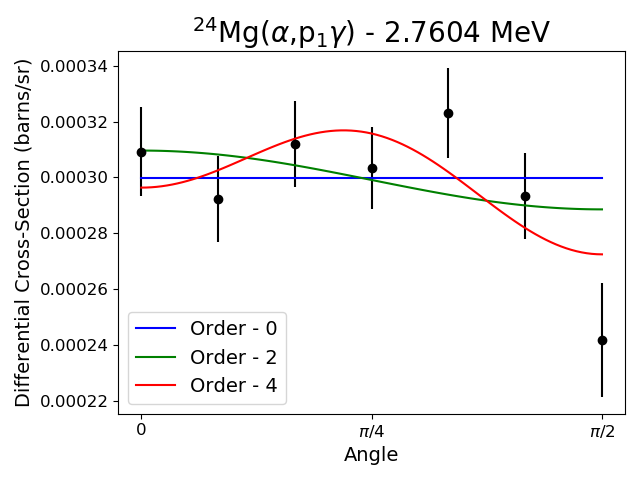 ²⁴Mg(α,p₁γ) - 2.7604 MeV
Differential Cross-Section (barns/sr)
0.00034
0.00032
0.00030
0.00028
0.00026
0.00024
0.00022
Order - 0
Order - 2
Order - 4
0 π/4 π/2
Angle